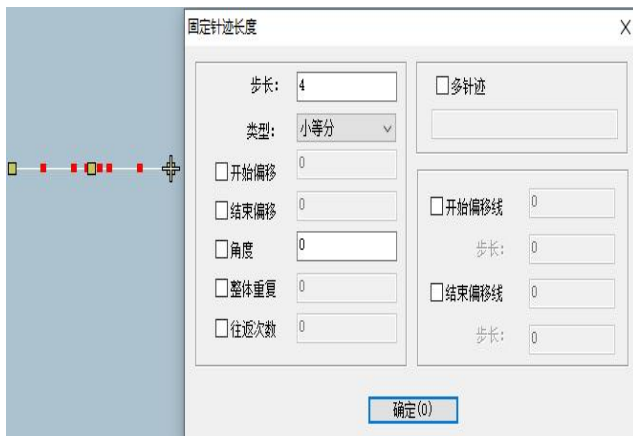 固定针迹长度
步长: 4
类型: 小等分
开始偏移 0
结束偏移 0
角度 0
整体重复 0
往返次数 0
多针迹
开始偏移线 0
步长: 0
结束偏移线 0
步长: 0
确定(O)